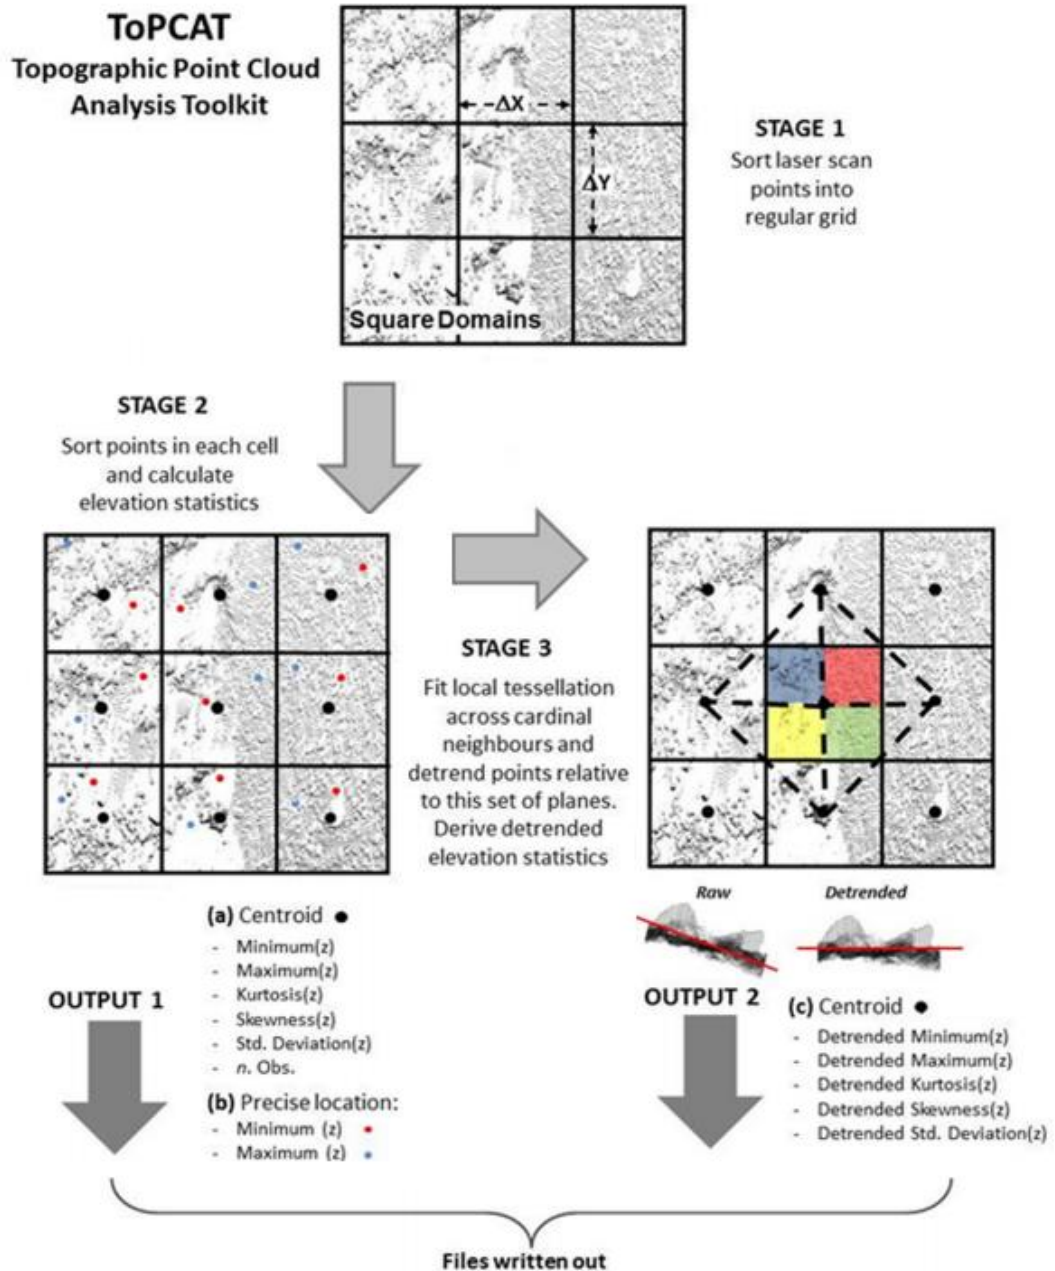 ToPCAT
Topographic Point Cloud
Analysis Toolkit
ΔX
ΔY
Square Domains
STAGE 1
Sort laser scan
points into
regular grid
STAGE 2
Sort points in each cell
and calculate
elevation statistics
STAGE 3
Fit local tessellation
across cardinal
neighbours and
detrend points relative
to this set of planes.
Derive detrended
elevation statistics
Raw
Detrended
OUTPUT 1
(a) Centroid
- Minimum(z)
- Maximum(z)
- Kurtosis(z)
- Skewness(z)
- Std. Deviation(z)
- n. Obs.
(b) Precise location:
- Minimum (z)
- Maximum (z)
OUTPUT 2
(c) Centroid
- Detrended Minimum(z)
- Detrended Maximum(z)
- Detrended Kurtosis(z)
- Detrended Skewness(z)
- Detrended Std. Deviation(z)
Files written out